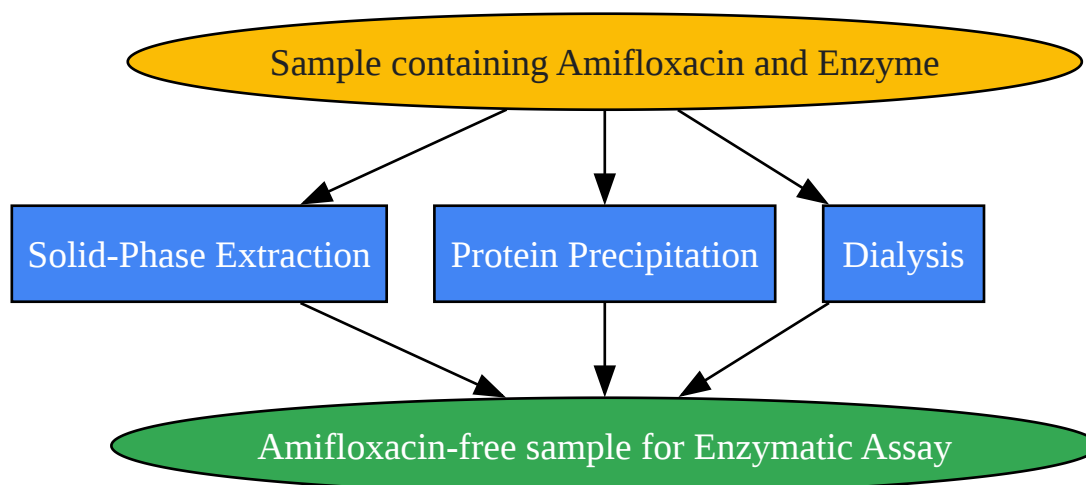 Sample containing Amifloxacin and Enzyme
Solid-Phase Extraction
Protein Precipitation
Dialysis
Amifloxacin-free sample for Enzymatic Assay